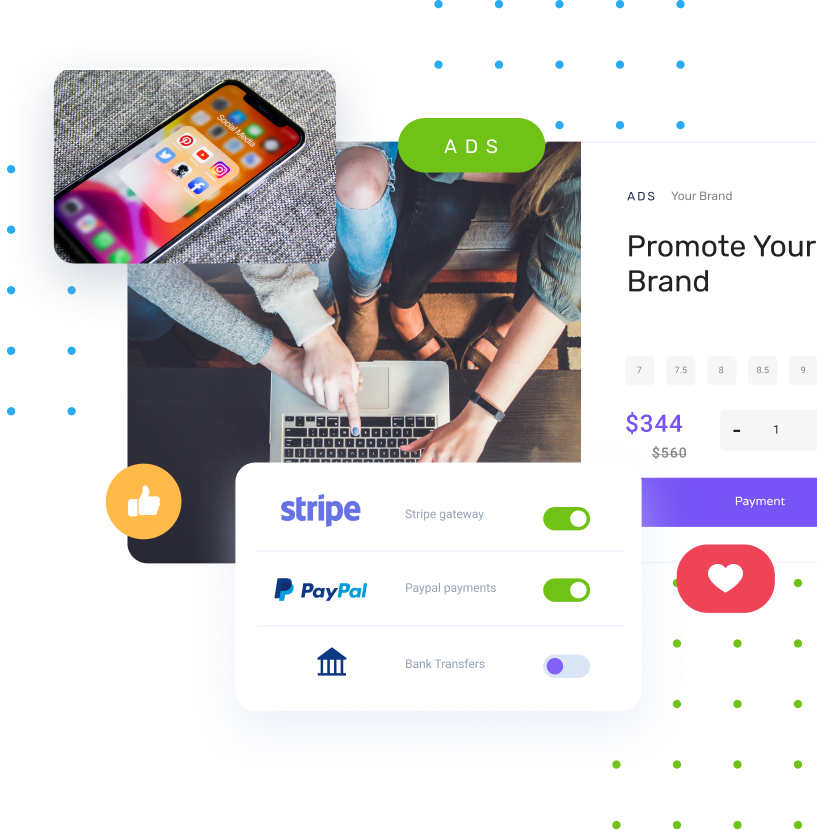 Social Media
ADS
ADS Your Brand
Promote Your
Brand
7 7.5 8 8.5 9
$344
$560
- 1
Payment
stripe Stripe gateway
PayPal Paypal payments
Bank Transfers